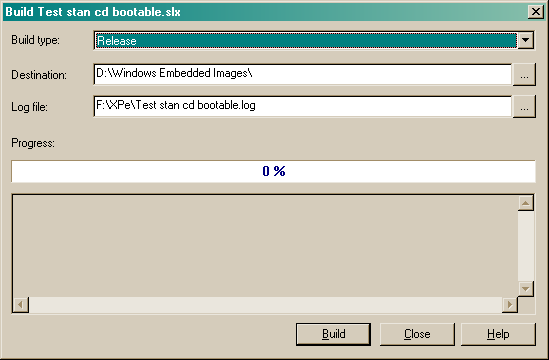 Build Test stan cd bootable.slx
Build type: Release
Destination: D:\Windows Embedded Images\ ...
Log file: F:\XPe\Test stan cd bootable.log ...
Progress:
0 %
Build Close Help